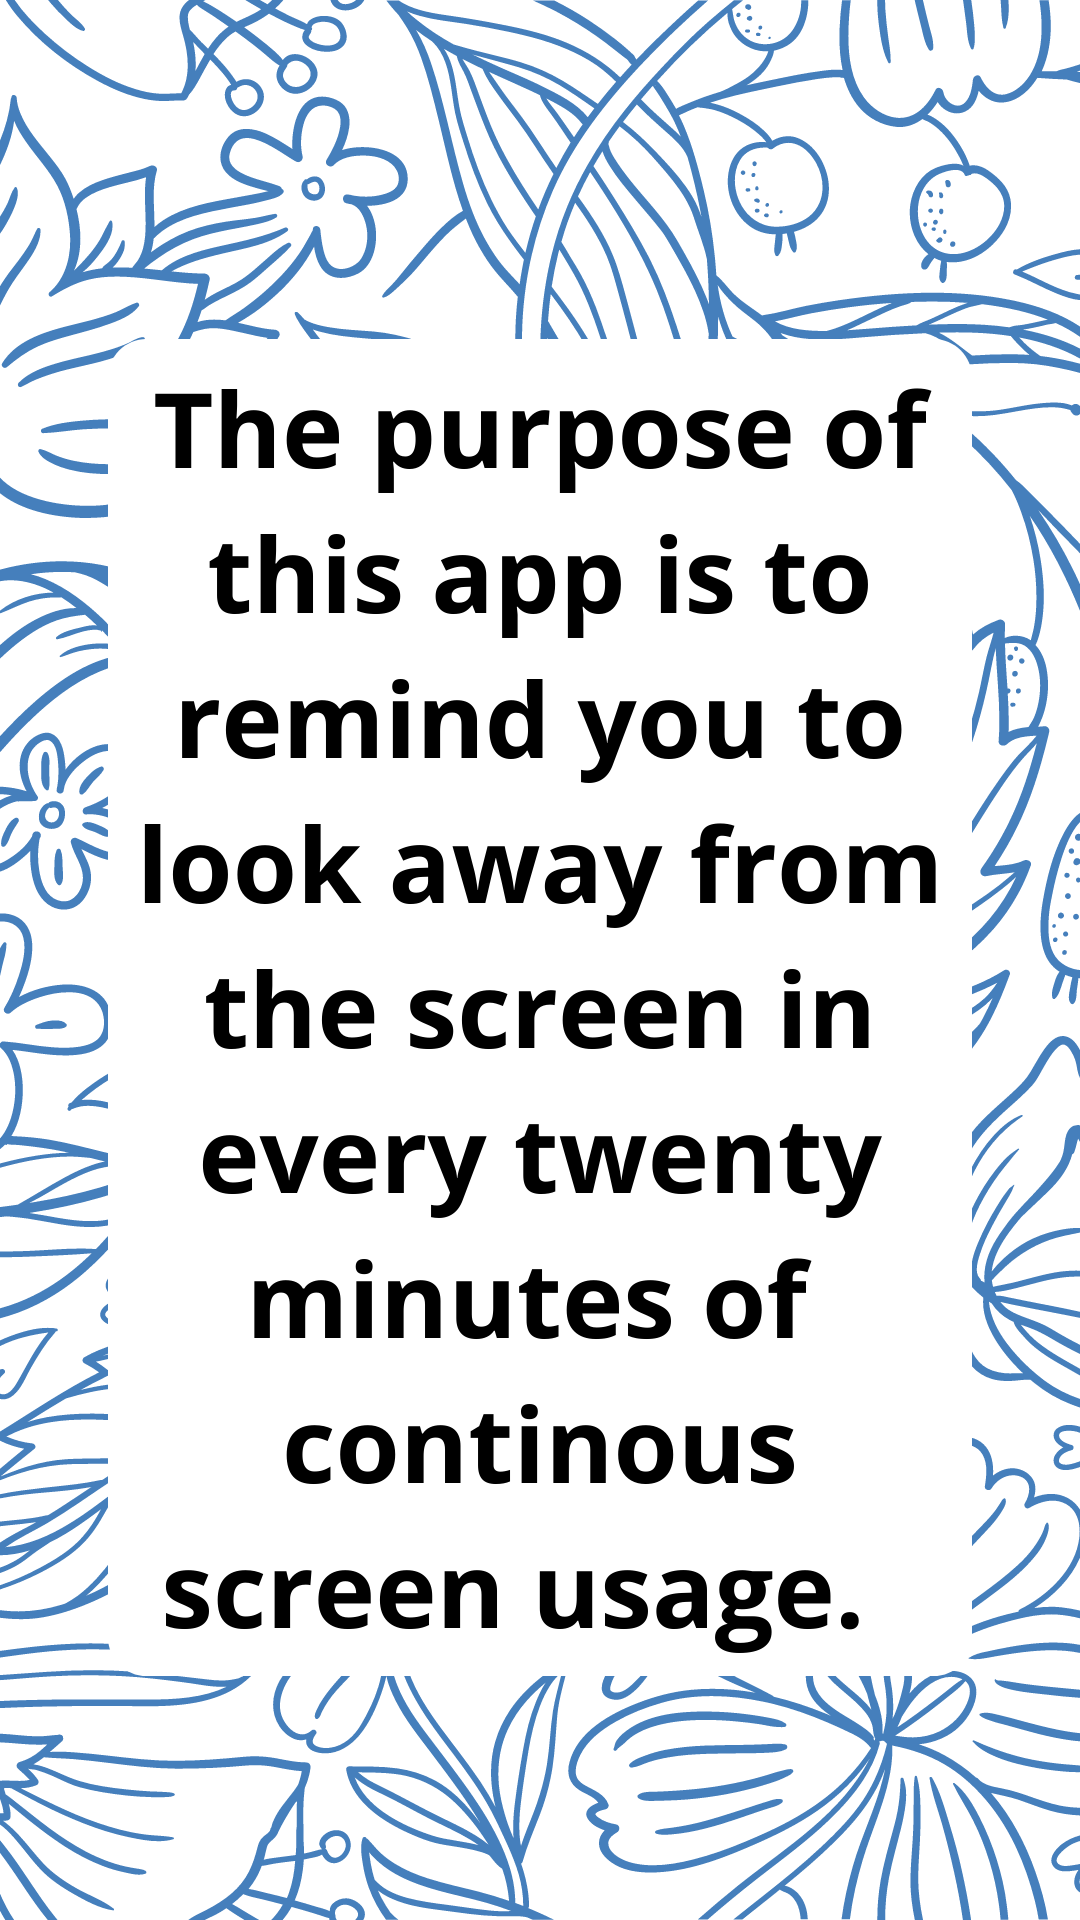 The purpose of
this app is to
remind you to
look away from
the screen in
every twenty
minutes of
continous
screen usage.